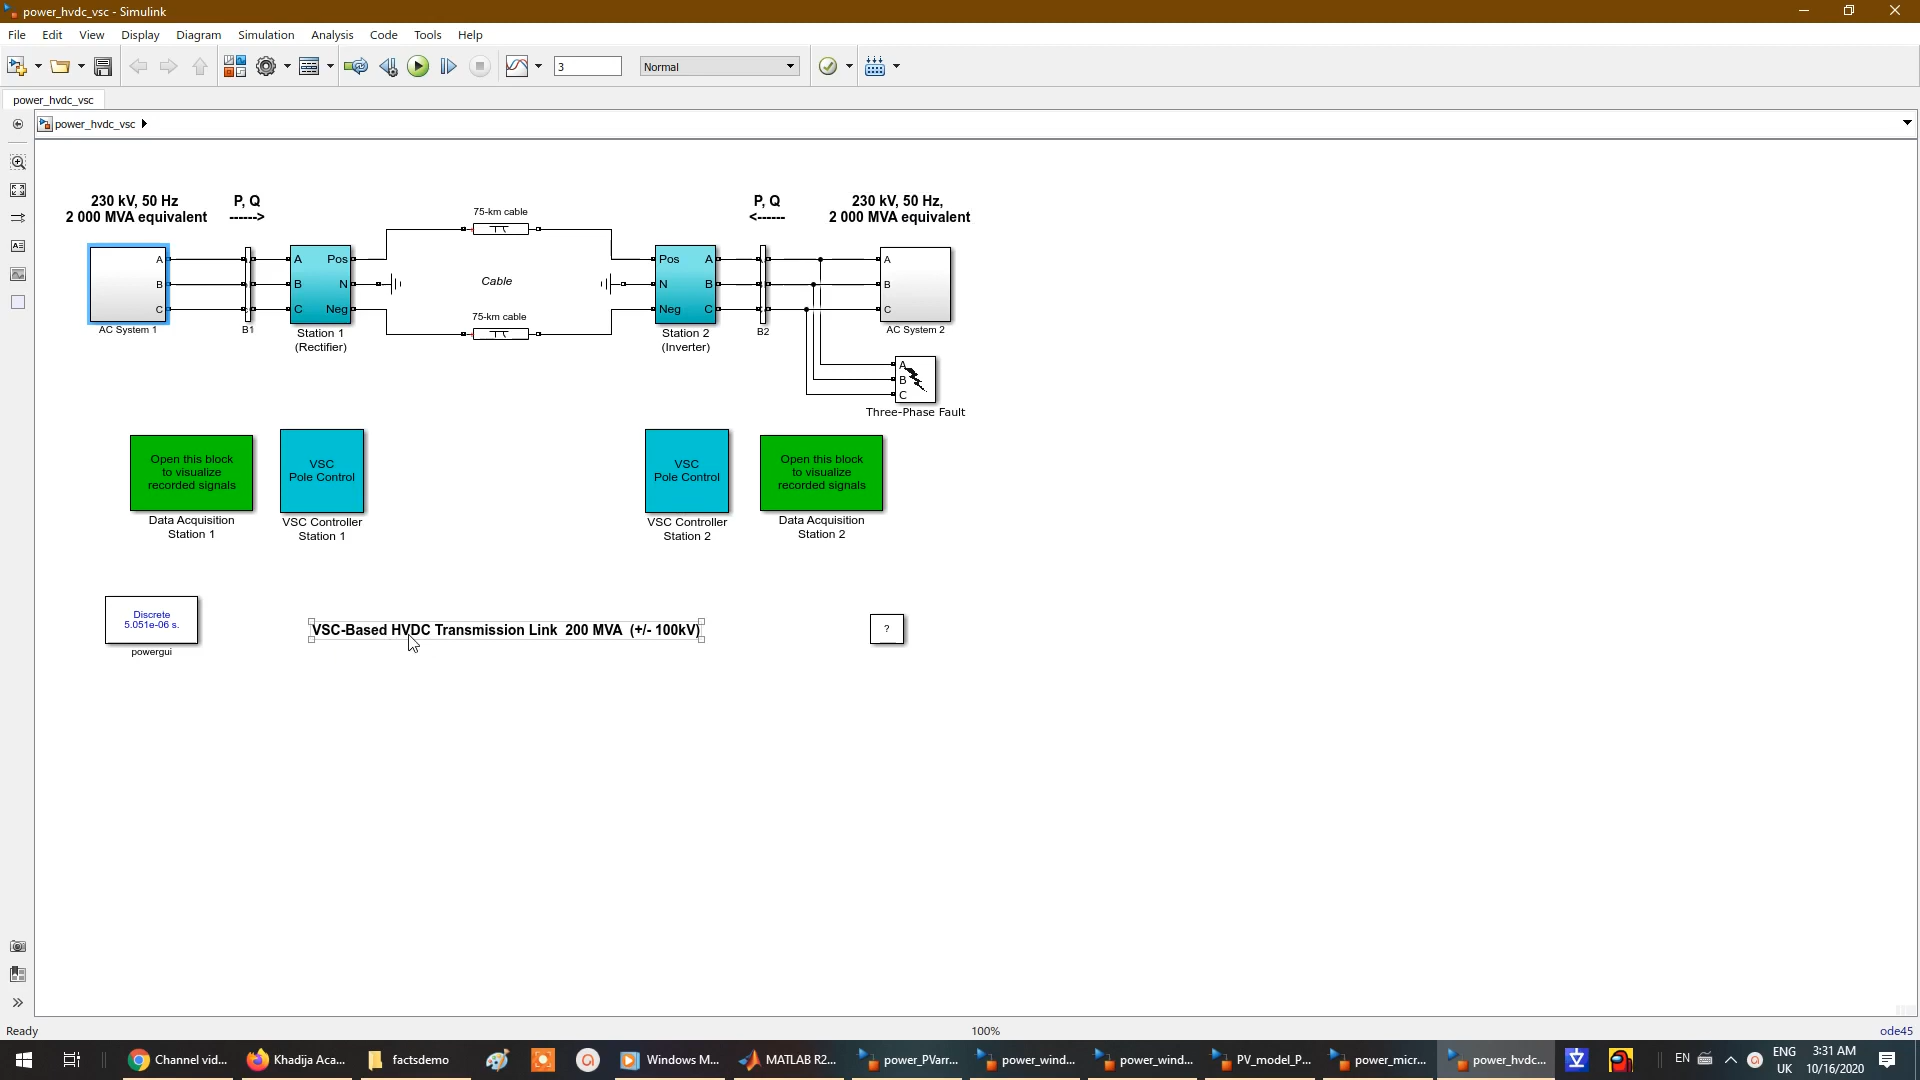 power_hvdc_vsc - Simulink
File Edit View Display Diagram Simulation Analysis Code Tools Help
3 Normal
power_hvdc_vsc
power_hvdc_vsc
230 kV, 50 Hz
2 000 MVA equivalent
P, Q
------>
75-km cable
P, Q
<------
230 kV, 50 Hz,
2 000 MVA equivalent
A
B
C
AC System 1
B1
A Pos
B N
C Neg
Station 1
(Rectifier)
Cable
75-km cable
Pos A
N B
Neg C
Station 2
(Inverter)
B2
A
B
C
AC System 2
A
B
C
Three-Phase Fault
Open this block
to visualize
recorded signals
Data Acquisition
Station 1
VSC
Pole Control
VSC Controller
Station 1
VSC
Pole Control
VSC Controller
Station 2
Open this block
to visualize
recorded signals
Data Acquisition
Station 2
Discrete
5.051e-06 s.
powergui
VSC-Based HVDC Transmission Link 200 MVA (+/- 100kV)
?
Ready 100% ode45
Channel vid... Khadija Aca... factsdemo Windows M... MATLAB R2... power_PVarr... power_wind... power_wind... PV_model_P... power_micr... power_hvdc... EN
ENG
UK
3:31 AM
10/16/2020